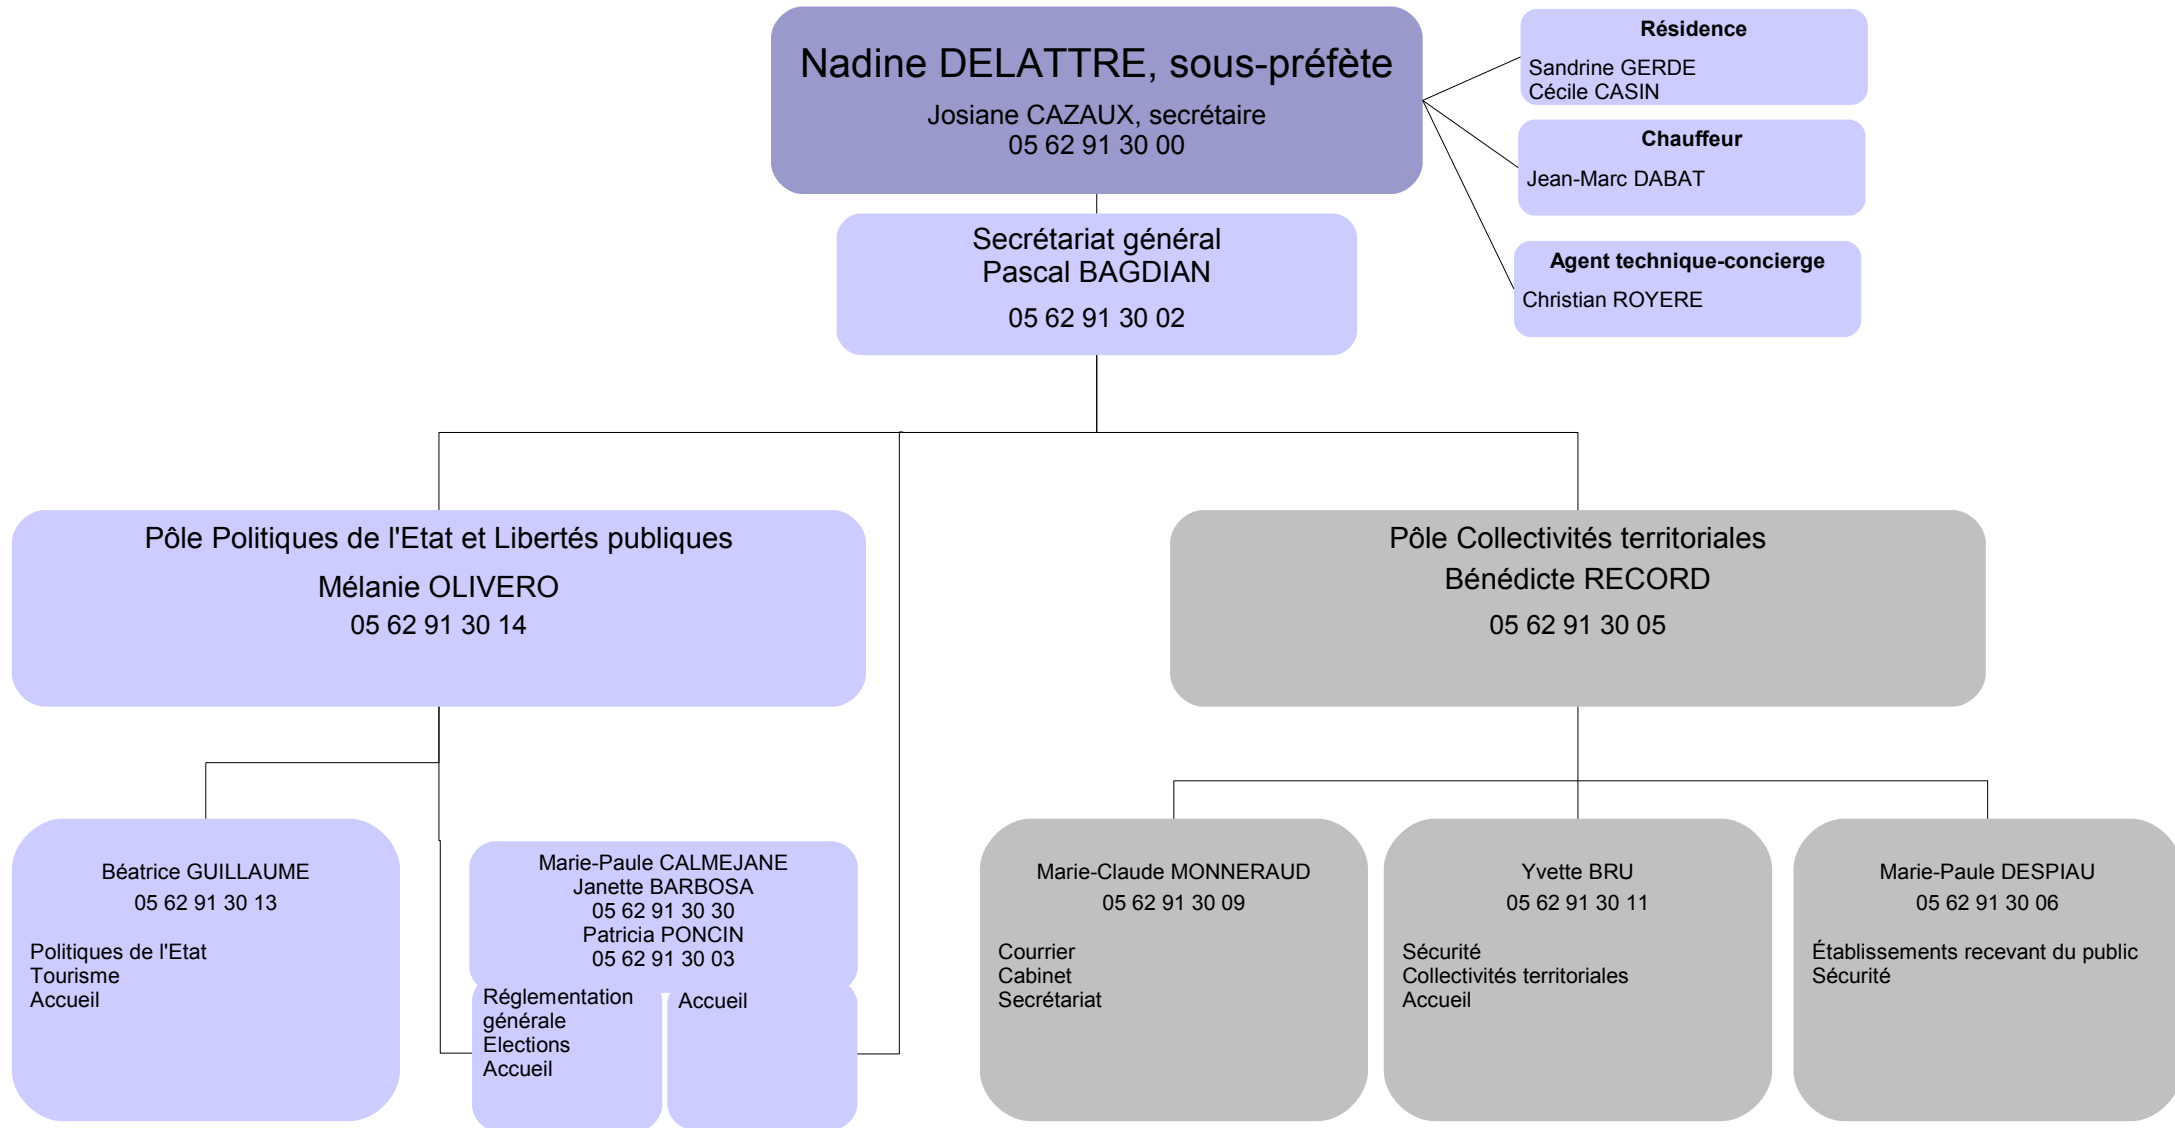 Nadine DELATTRE, sous-préfète
Josiane CAZAUX, secrétaire
05 62 91 30 00
Résidence
Sandrine GERDE
Cécile CASIN
Chauffeur
Jean-Marc DABAT
Agent technique-concierge
Christian ROYERE
Secrétariat général
Pascal BAGDIAN
05 62 91 30 02
Pôle Politiques de l'Etat et Libertés publiques
Mélanie OLIVERO
05 62 91 30 14
Pôle Collectivités territoriales
Bénédicte RECORD
05 62 91 30 05
Béatrice GUILLAUME
05 62 91 30 13
Politiques de l'Etat
Tourisme
Accueil
Marie-Paule CALMEJANE
Janette BARBOSA
05 62 91 30 30
Patricia PONCIN
05 62 91 30 03
Réglementation
générale
Elections
Accueil
Accueil
Marie-Claude MONNERAUD
05 62 91 30 09
Courrier
Cabinet
Secrétariat
Yvette BRU
05 62 91 30 11
Sécurité
Collectivités territoriales
Accueil
Marie-Paule DESPIAU
05 62 91 30 06
Établissements recevant du public
Sécurité